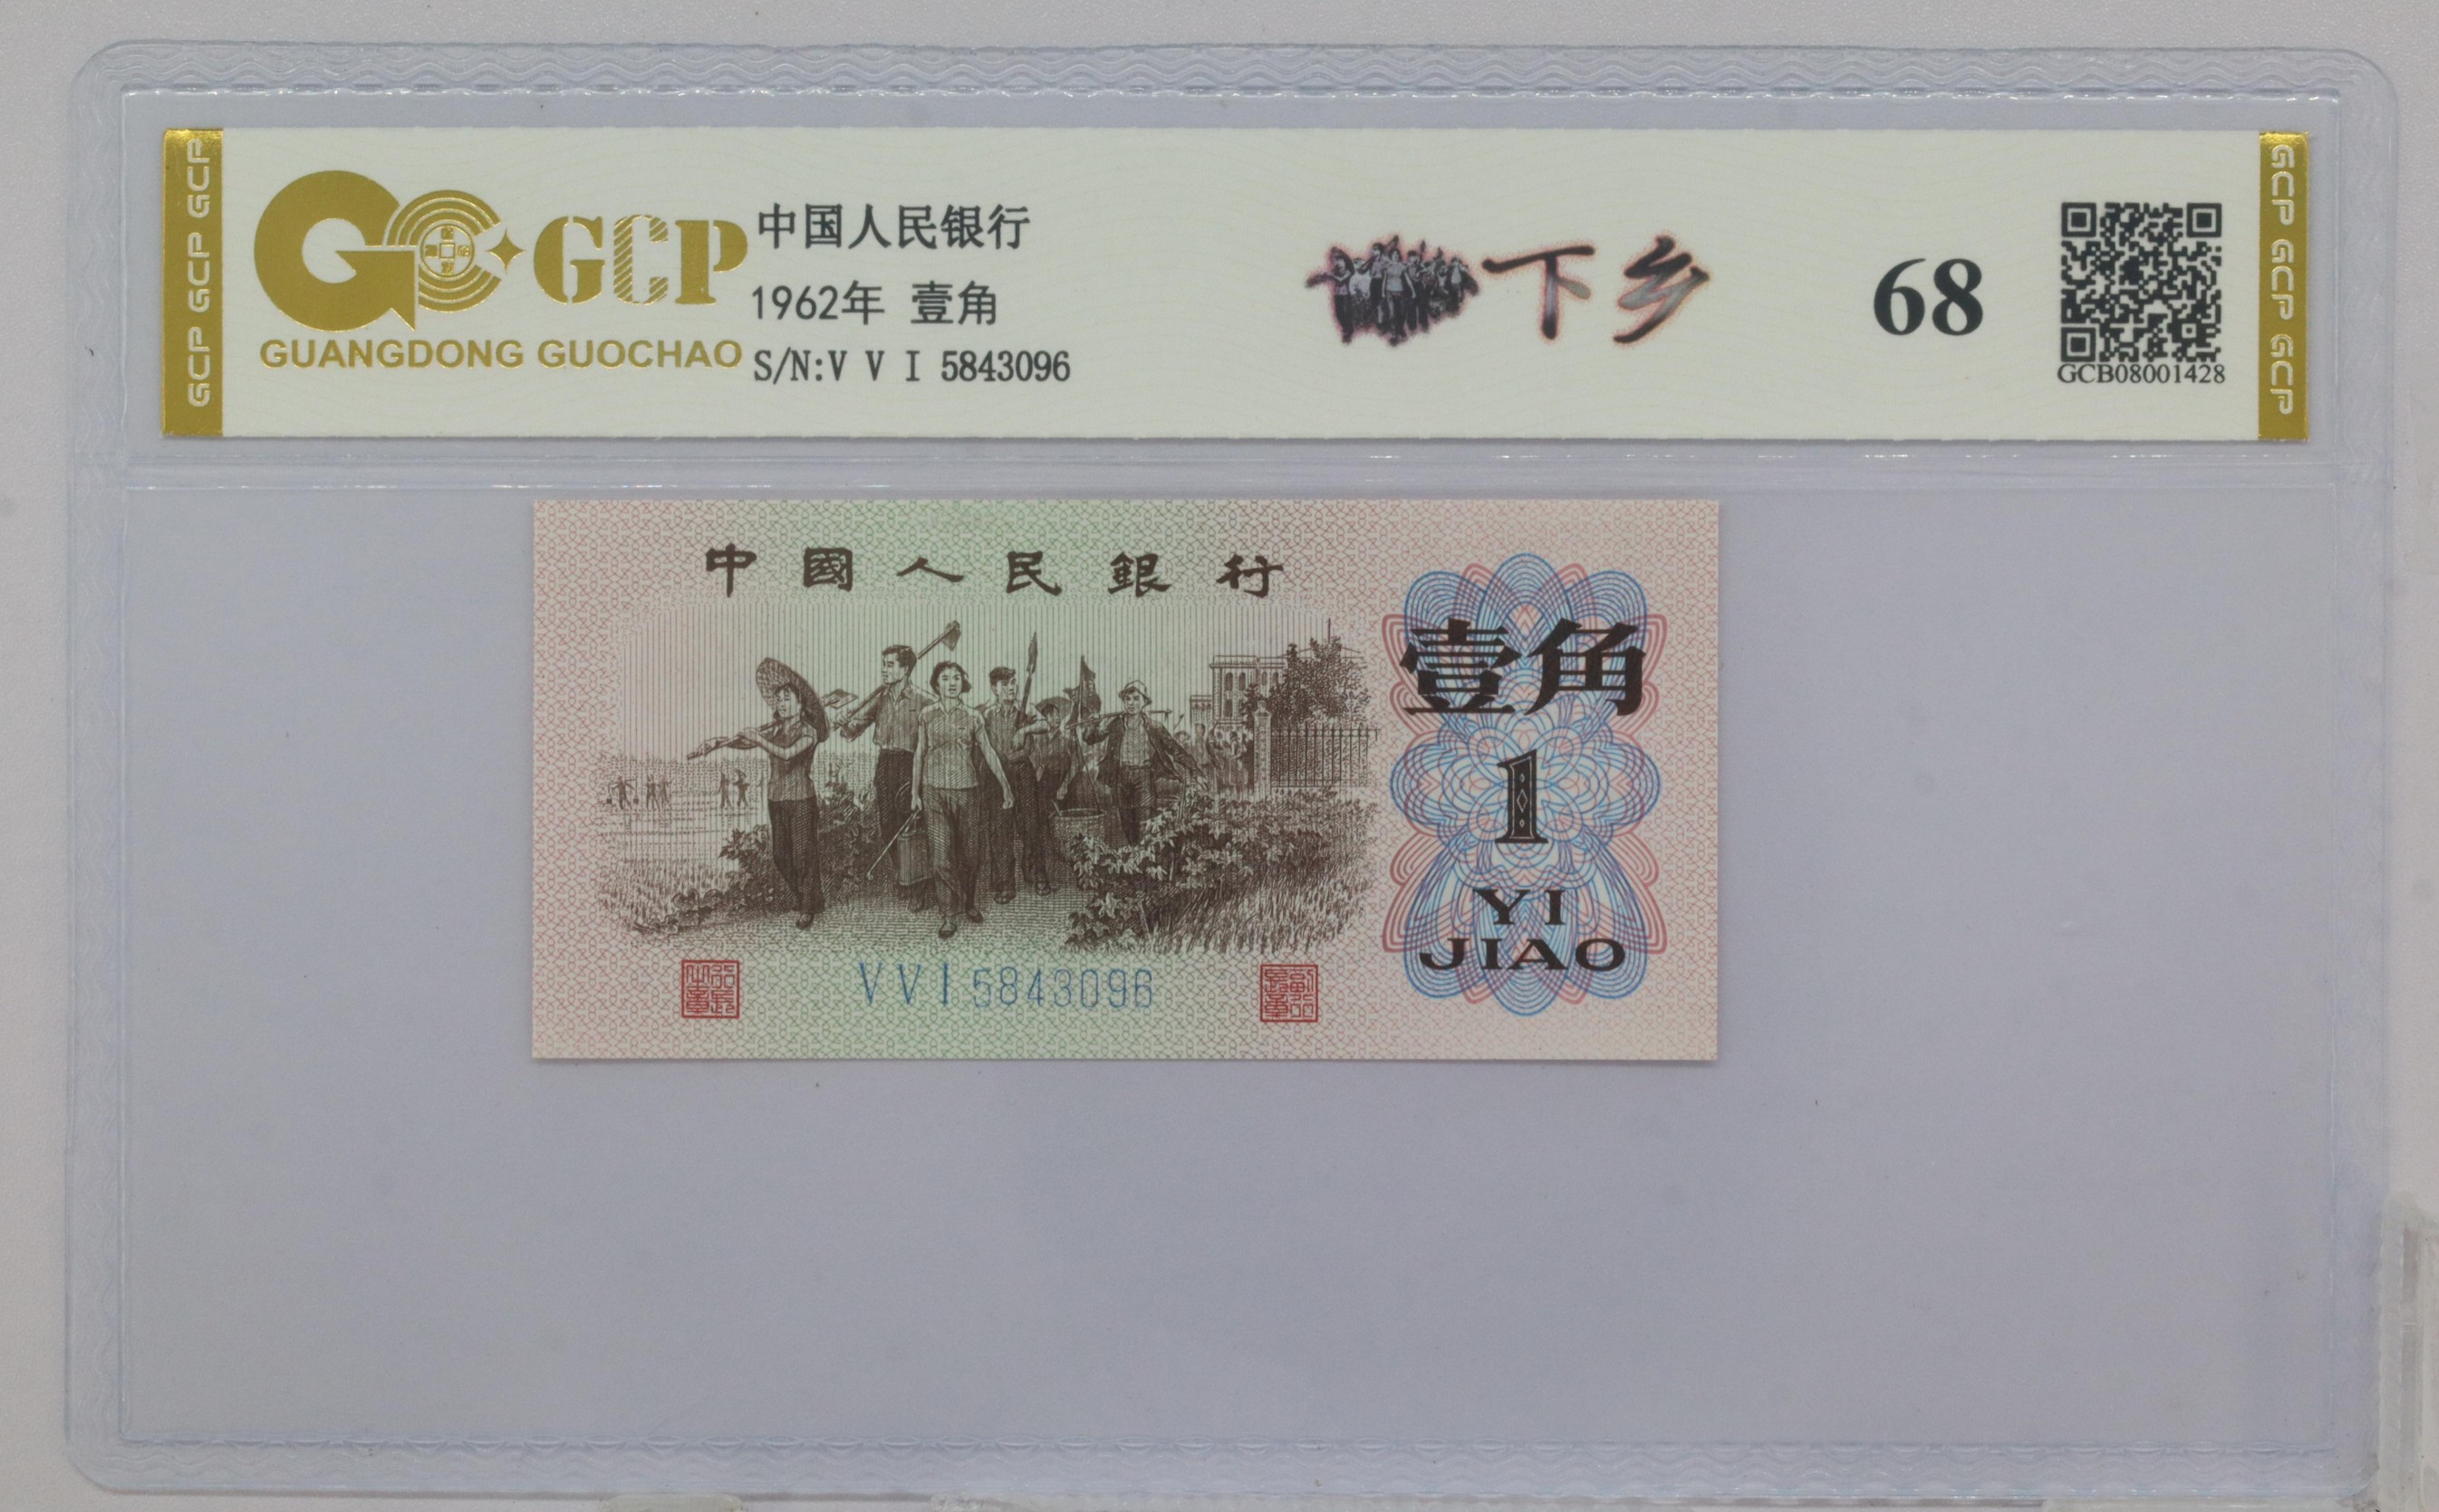 GCP GCP GCP
GCP
GUANGDONG GUOCHAO
中国人民银行
1962年 壹角
S/N:V V I 5843096
下乡
68
GCB08001428
GCP GCP GCP
中國人民銀行
壹角
1
YI
JIAO
VVI 5843096